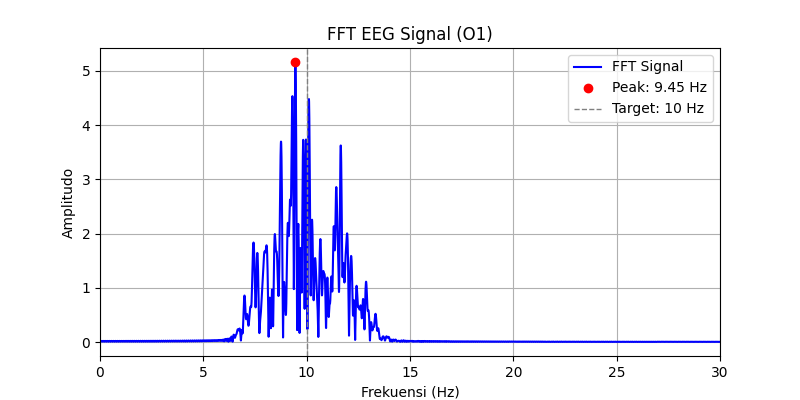 FFT EEG Signal (O1)
FFT Signal
Peak: 9.45 Hz
Target: 10 Hz
Amplitudo
5
4
3
2
1
0
0 5 10 15 20 25 30
Frekuensi (Hz)